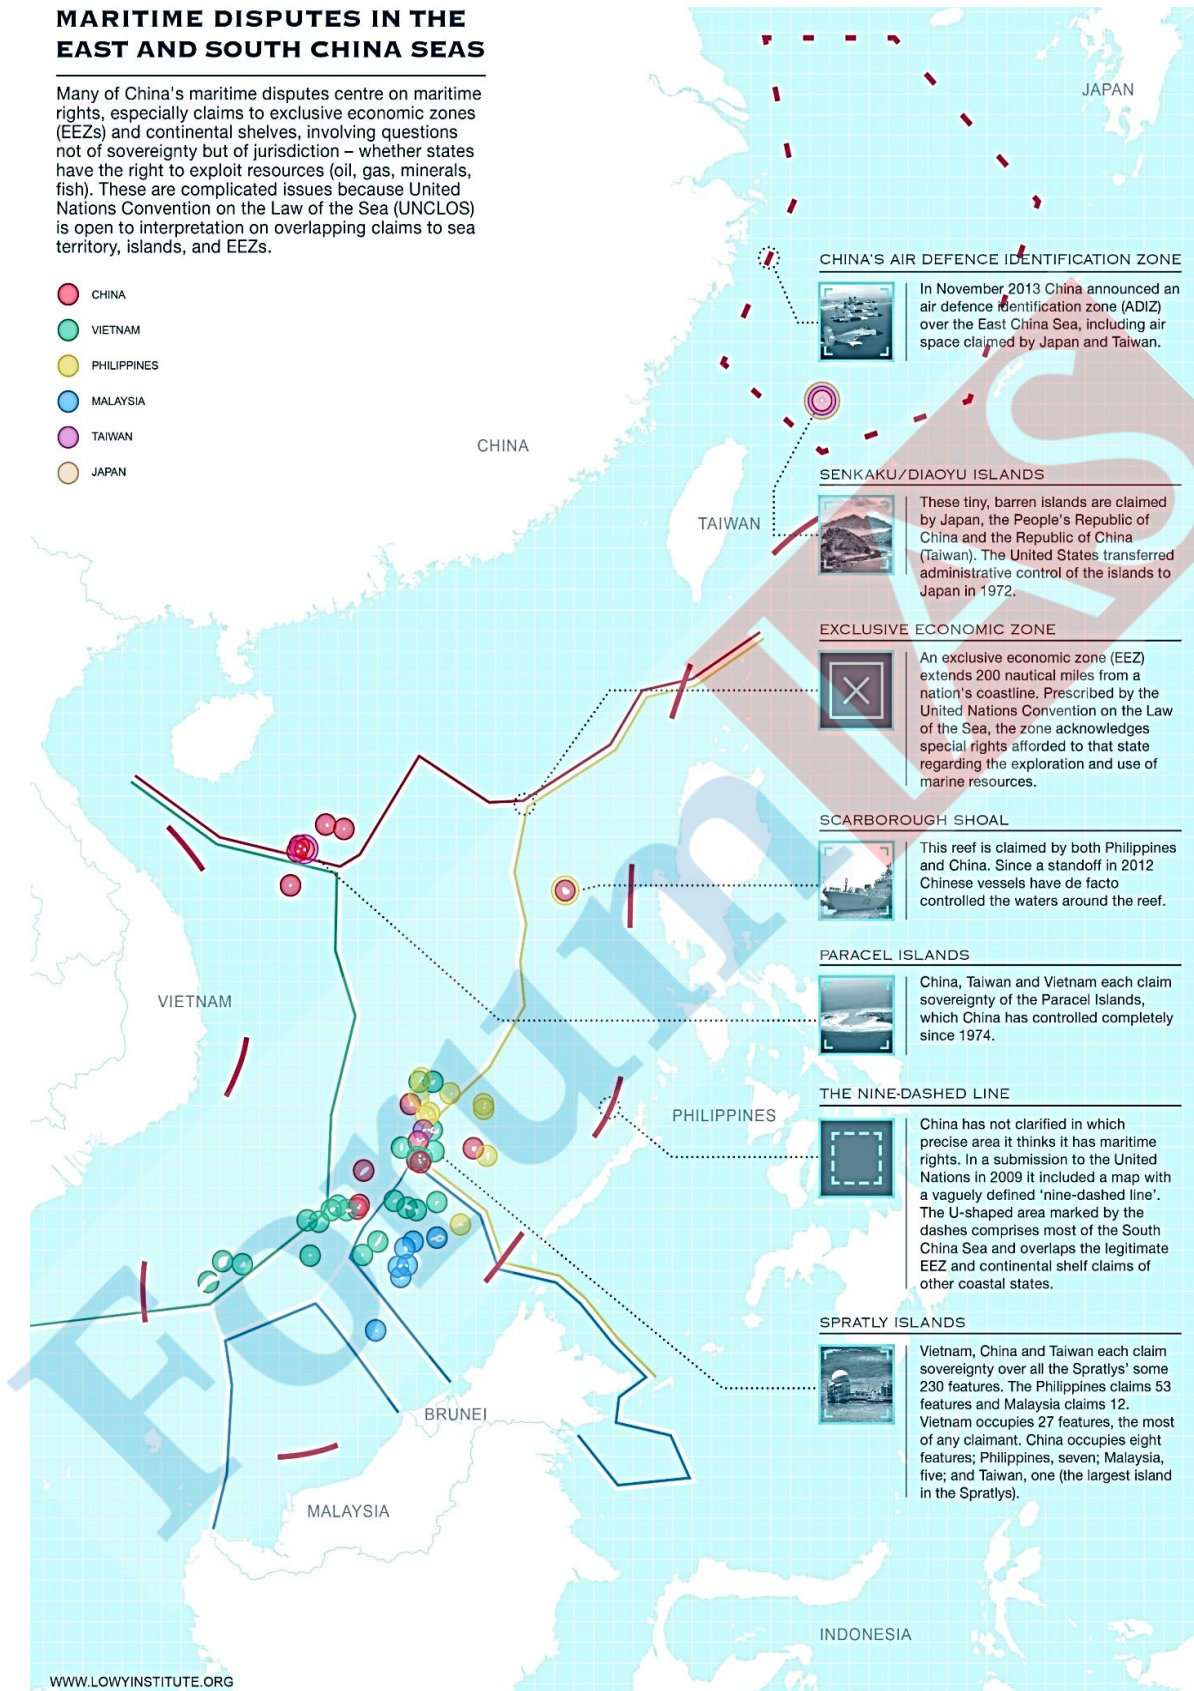 MARITIME DISPUTES IN THE
EAST AND SOUTH CHINA SEAS
Many of China's maritime disputes centre on maritime
rights, especially claims to exclusive economic zones
(EEZs) and continental shelves, involving questions
not of sovereignty but of jurisdiction – whether states
have the right to exploit resources (oil, gas, minerals,
fish). These are complicated issues because United
Nations Convention on the Law of the Sea (UNCLOS)
is open to interpretation on overlapping claims to sea
territory, islands, and EEZs.
CHINA
VIETNAM
PHILIPPINES
MALAYSIA
TAIWAN
JAPAN
JAPAN
CHINA
TAIWAN
VIETNAM
PHILIPPINES
BRUNEI
MALAYSIA
INDONESIA
CHINA'S AIR DEFENCE IDENTIFICATION ZONE
In November 2013 China announced an
air defence identification zone (ADIZ)
over the East China Sea, including air
space claimed by Japan and Taiwan.
SENKAKU/DIAOYU ISLANDS
These tiny, barren islands are claimed
by Japan, the People's Republic of
China and the Republic of China
(Taiwan). The United States transferred
administrative control of the islands to
Japan in 1972.
EXCLUSIVE ECONOMIC ZONE
An exclusive economic zone (EEZ)
extends 200 nautical miles from a
nation's coastline. Prescribed by the
United Nations Convention on the Law
of the Sea, the zone acknowledges
special rights afforded to that state
regarding the exploration and use of
marine resources.
SCARBOROUGH SHOAL
This reef is claimed by both Philippines
and China. Since a standoff in 2012
Chinese vessels have de facto
controlled the waters around the reef.
PARACEL ISLANDS
China, Taiwan and Vietnam each claim
sovereignty of the Paracel Islands,
which China has controlled completely
since 1974.
THE NINE-DASHED LINE
China has not clarified in which
precise area it thinks it has maritime
rights. In a submission to the United
Nations in 2009 it included a map with
a vaguely defined 'nine-dashed line'.
The U-shaped area marked by the
dashes comprises most of the South
China Sea and overlaps the legitimate
EEZ and continental shelf claims of
other coastal states.
SPRATLY ISLANDS
Vietnam, China and Taiwan each claim
sovereignty over all the Spratlys' some
230 features. The Philippines claims 53
features and Malaysia claims 12.
Vietnam occupies 27 features, the most
of any claimant. China occupies eight
features; Philippines, seven; Malaysia,
five; and Taiwan, one (the largest island
in the Spratlys).
WWW.LOWYINSTITUTE.ORG
Forum IAS